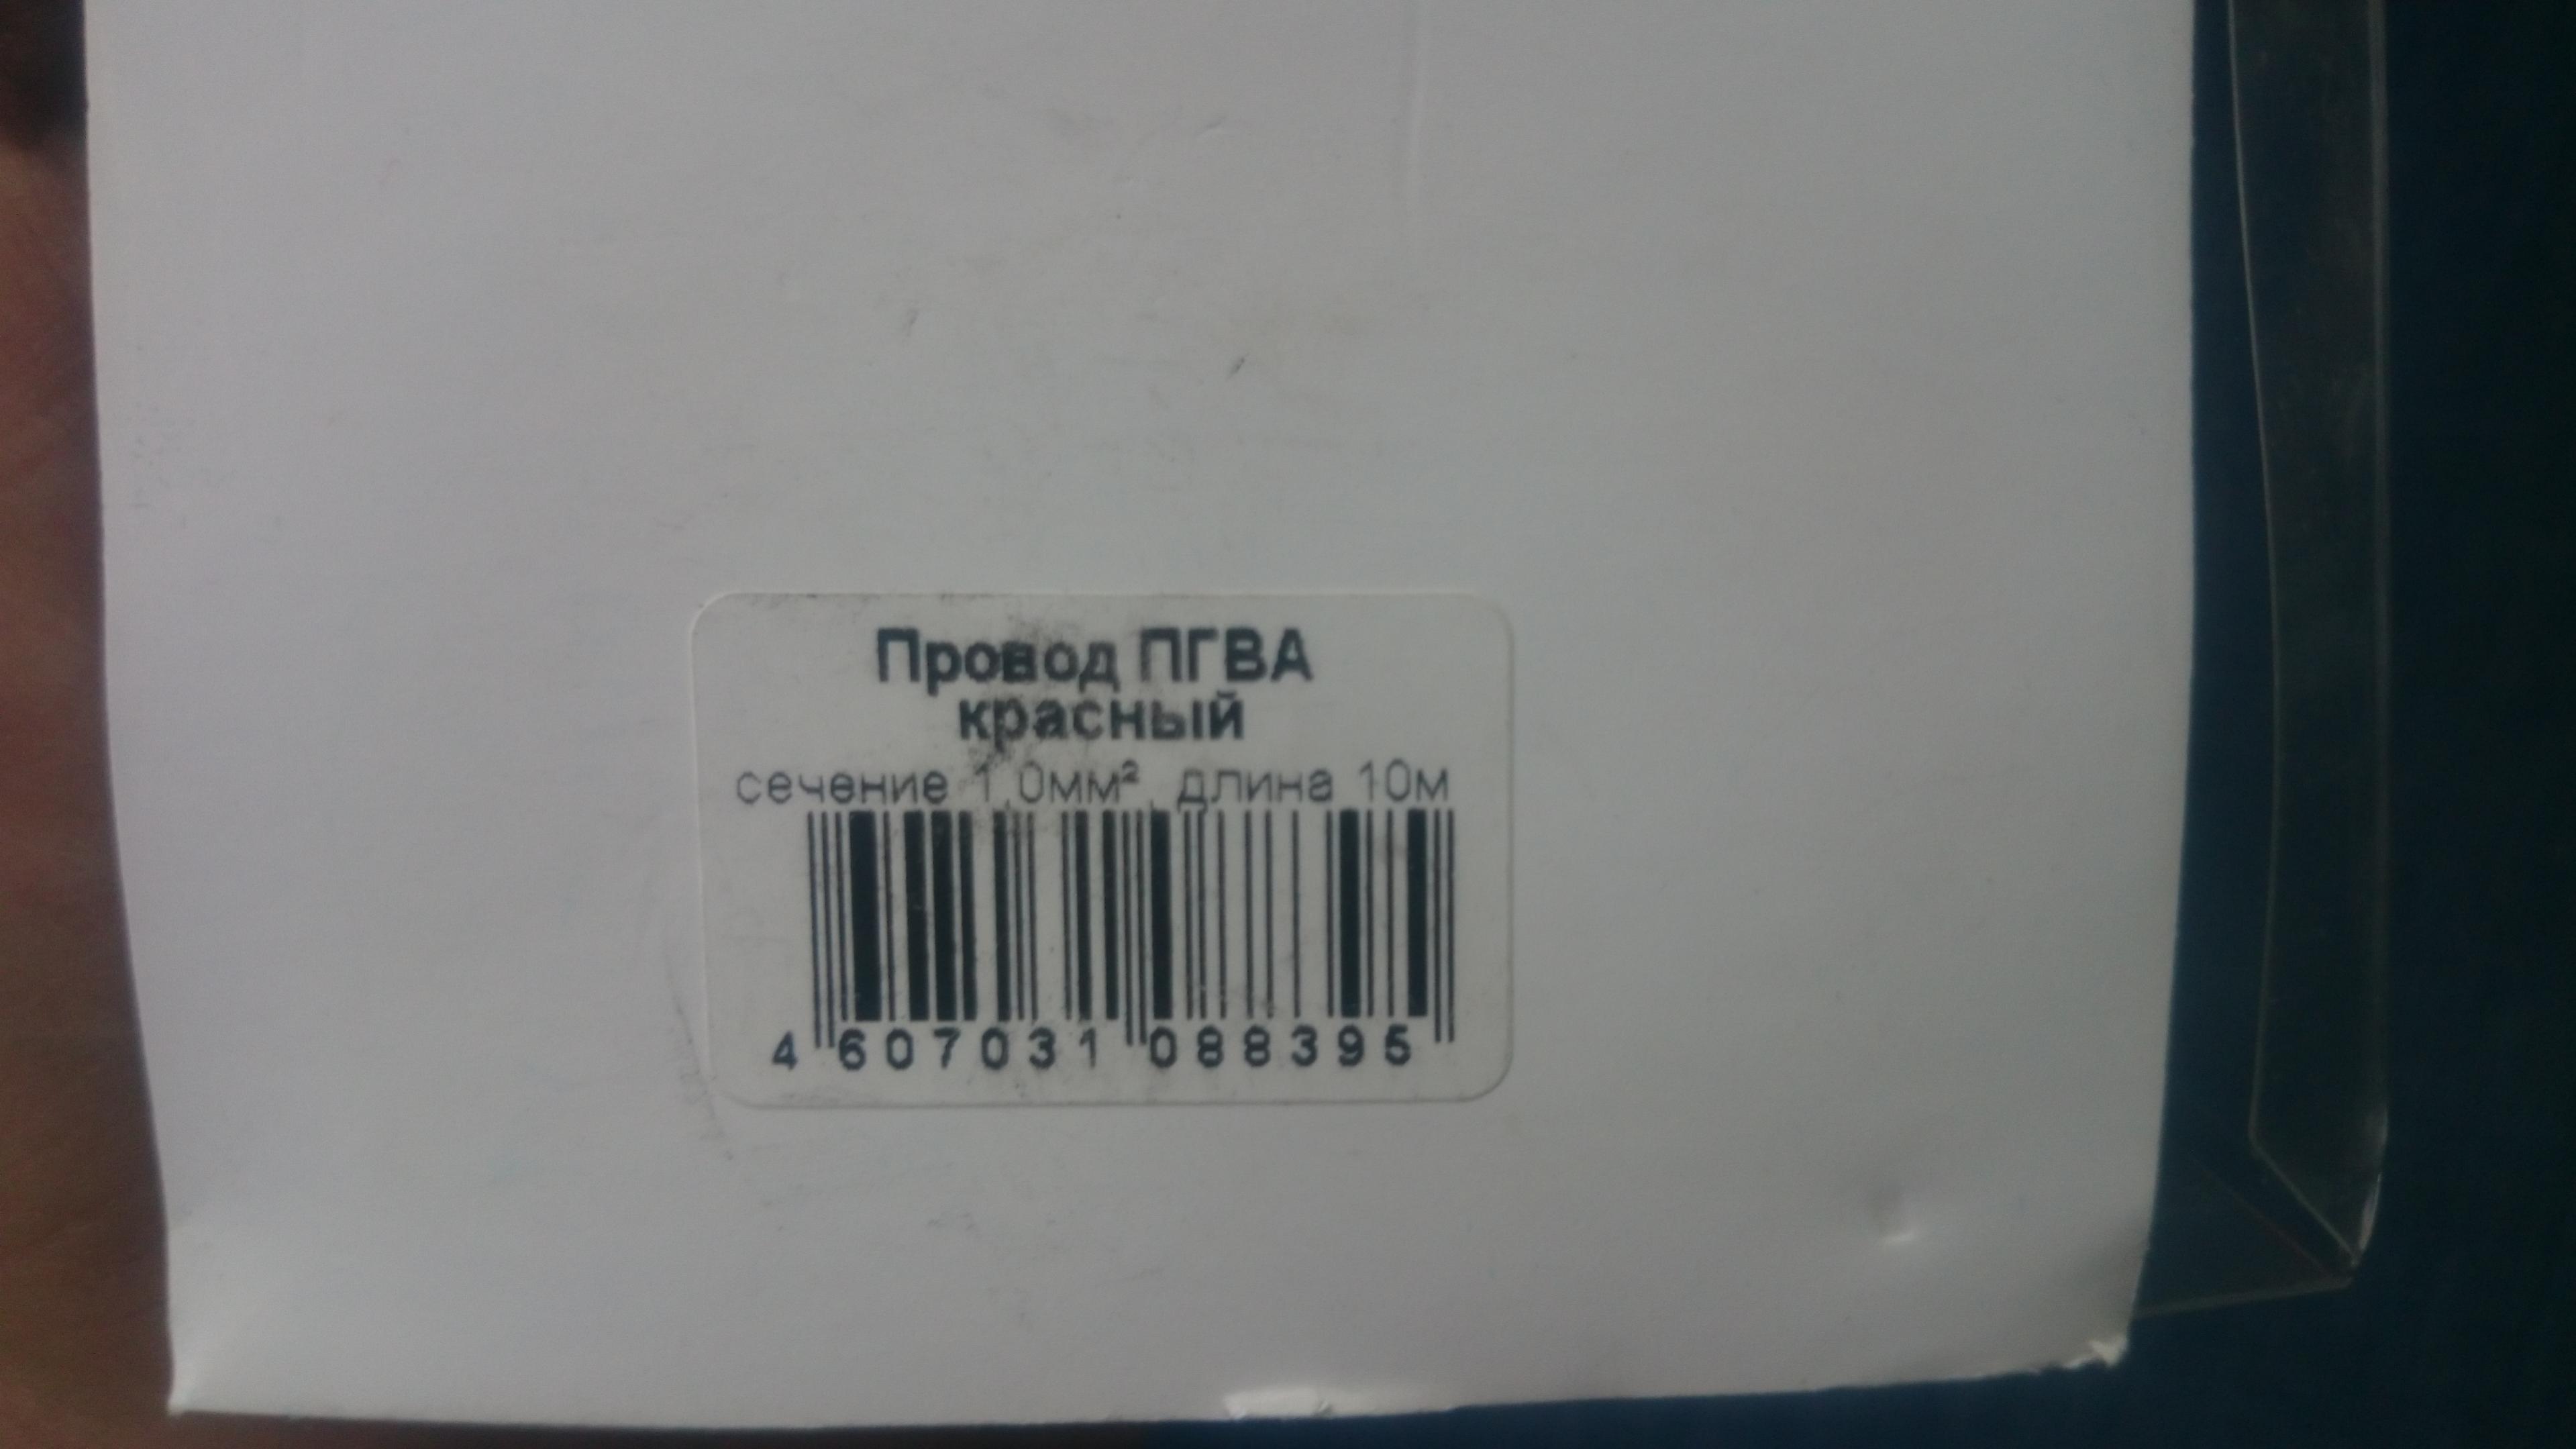 Провод ПГВА
красный
сечение 1,0мм², длина 10м
4 607031 088395